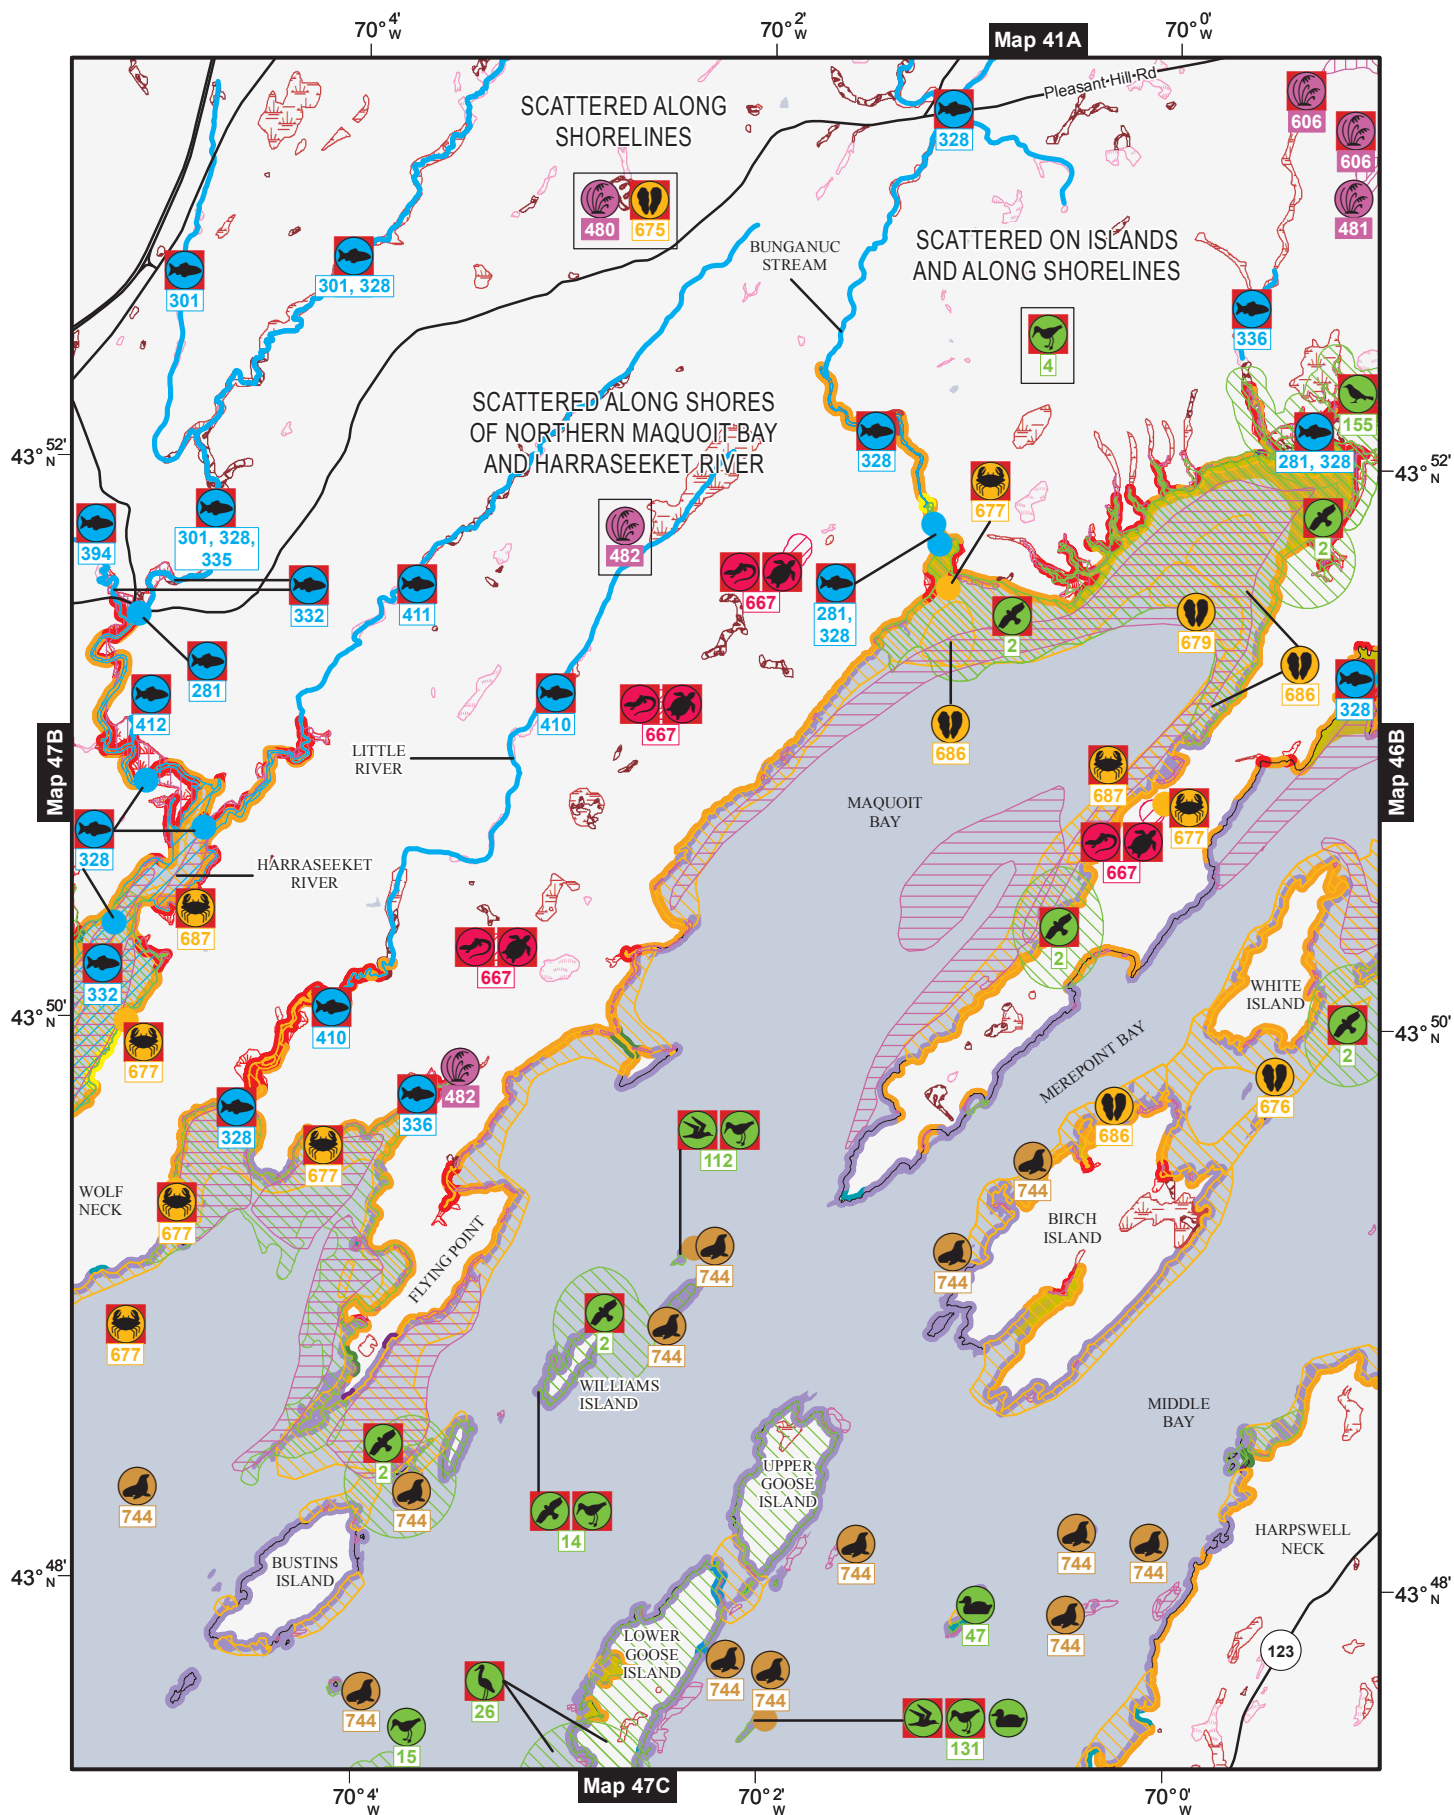 70° 4' W
70° 2' W
70° 0' W
Map 41A
Pleasant Hill Rd
SCATTERED ALONG
SHORELINES
480
675
328
606
606
481
301
301, 328
BUNGANUC
STREAM
SCATTERED ON ISLANDS
AND ALONG SHORELINES
4
336
155
SCATTERED ALONG SHORES
OF NORTHERN MAQUOIT BAY
AND HARRASEEKET RIVER
482
43° 52' N
43° 52' N
328
281, 328
677
2
394
301, 328,
335
332
411
667
281,
328
2
679
686
281
412
410
667
686
328
Map 47B
Map 46B
LITTLE
RIVER
MAQUOIT
BAY
687
677
667
328
HARRASEEKET
RIVER
687
667
2
332
WHITE
ISLAND
43° 50' N
43° 50' N
410
677
2
MEREPOINT BAY
482
336
328
676
686
677
112
744
WOLF
NECK
677
FLYING POINT
BIRCH
ISLAND
744
744
2
744
677
WILLIAMS
ISLAND
MIDDLE
BAY
2
744
744
UPPER
GOOSE
ISLAND
14
HARPSWELL
NECK
BUSTINS
ISLAND
744
744
744
43° 48' N
43° 48' N
47
744
LOWER
GOOSE
ISLAND
123
744
744
744
26
15
131
Map 47C
70° 4' W
70° 2' W
70° 0' W